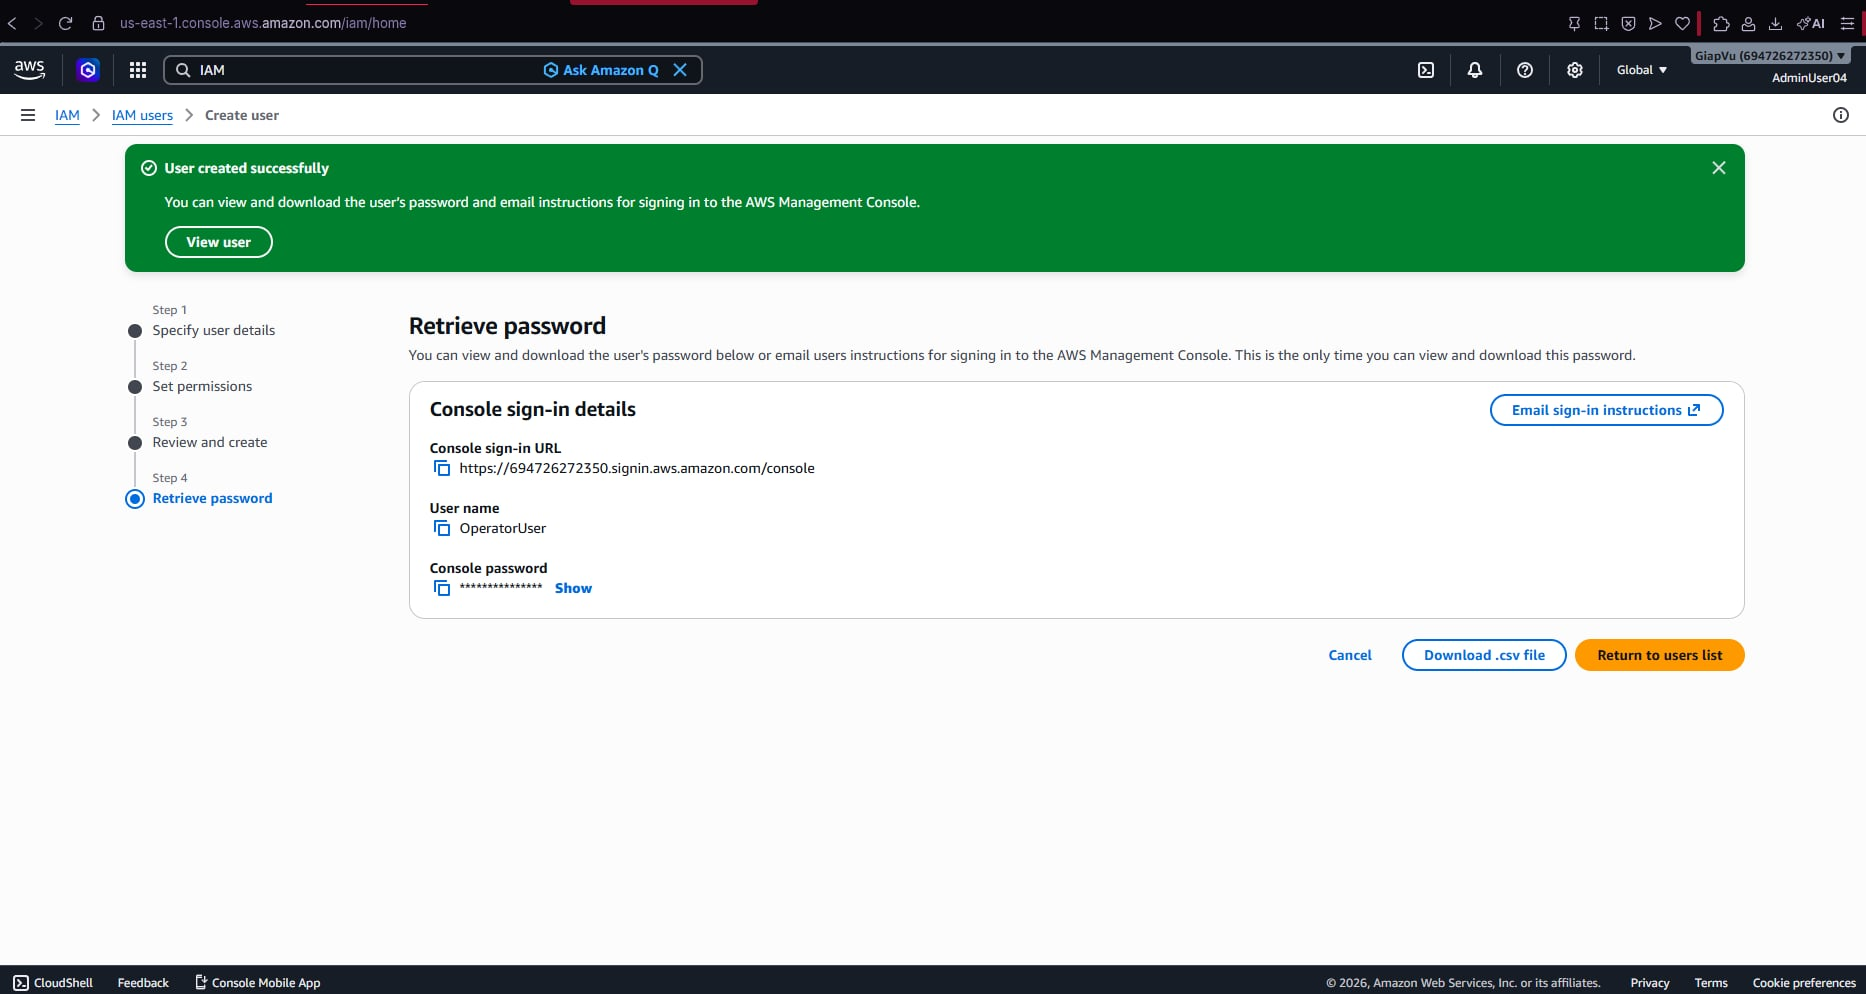 us-east-1.console.aws.amazon.com/iam/home
AI
aws
IAM
Ask Amazon Q
Global
GiapVu (694726272350)
AdminUser04
IAM
IAM users
Create user
User created successfully
You can view and download the user's password and email instructions for signing in to the AWS Management Console.
View user
Step 1
Specify user details
Step 2
Set permissions
Step 3
Review and create
Step 4
Retrieve password
Retrieve password
You can view and download the user's password below or email users instructions for signing in to the AWS Management Console. This is the only time you can view and download this password.
Console sign-in details
Email sign-in instructions
Console sign-in URL
https://694726272350.signin.aws.amazon.com/console
User name
OperatorUser
Console password
*************** Show
Cancel
Download .csv file
Return to users list
CloudShell
Feedback
Console Mobile App
© 2026, Amazon Web Services, Inc. or its affiliates.
Privacy
Terms
Cookie preferences